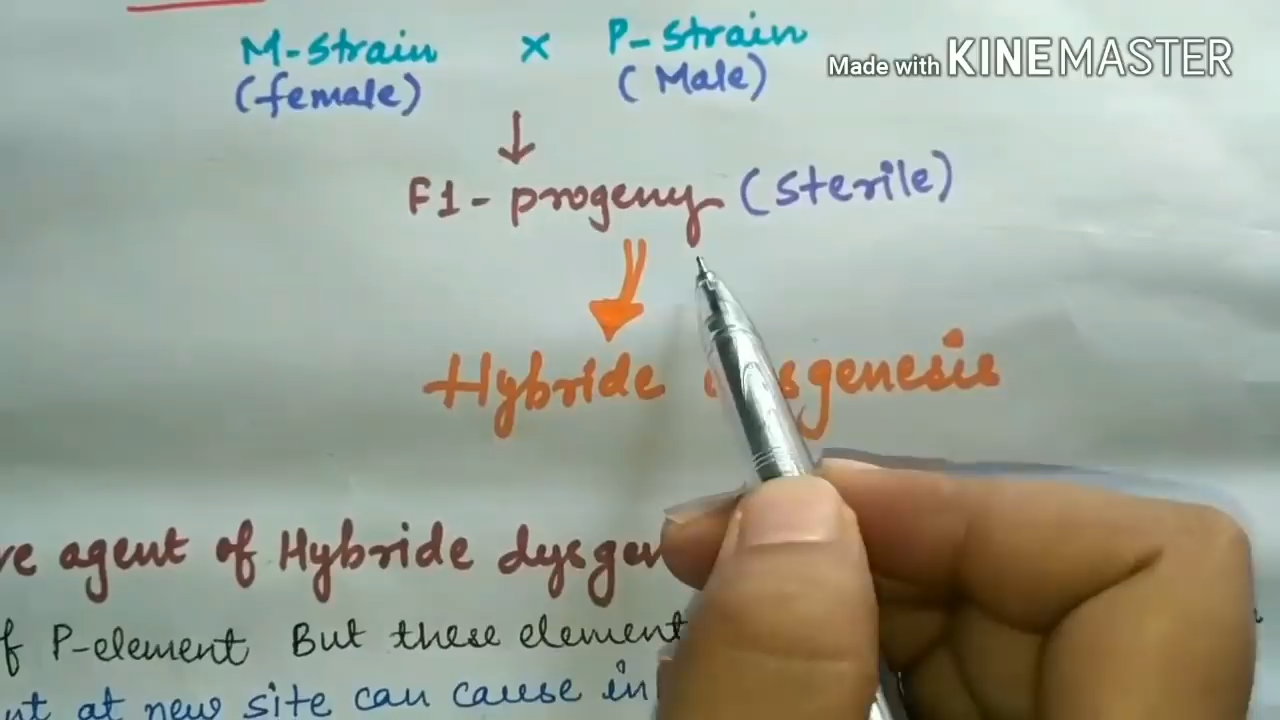 M-strain × P-strain
Made with KINEMASTER
(female) (Male)
↓
F1- progeny (sterile)
Hybride genesis
agent of Hybride
P-element But these element
at new site can cause